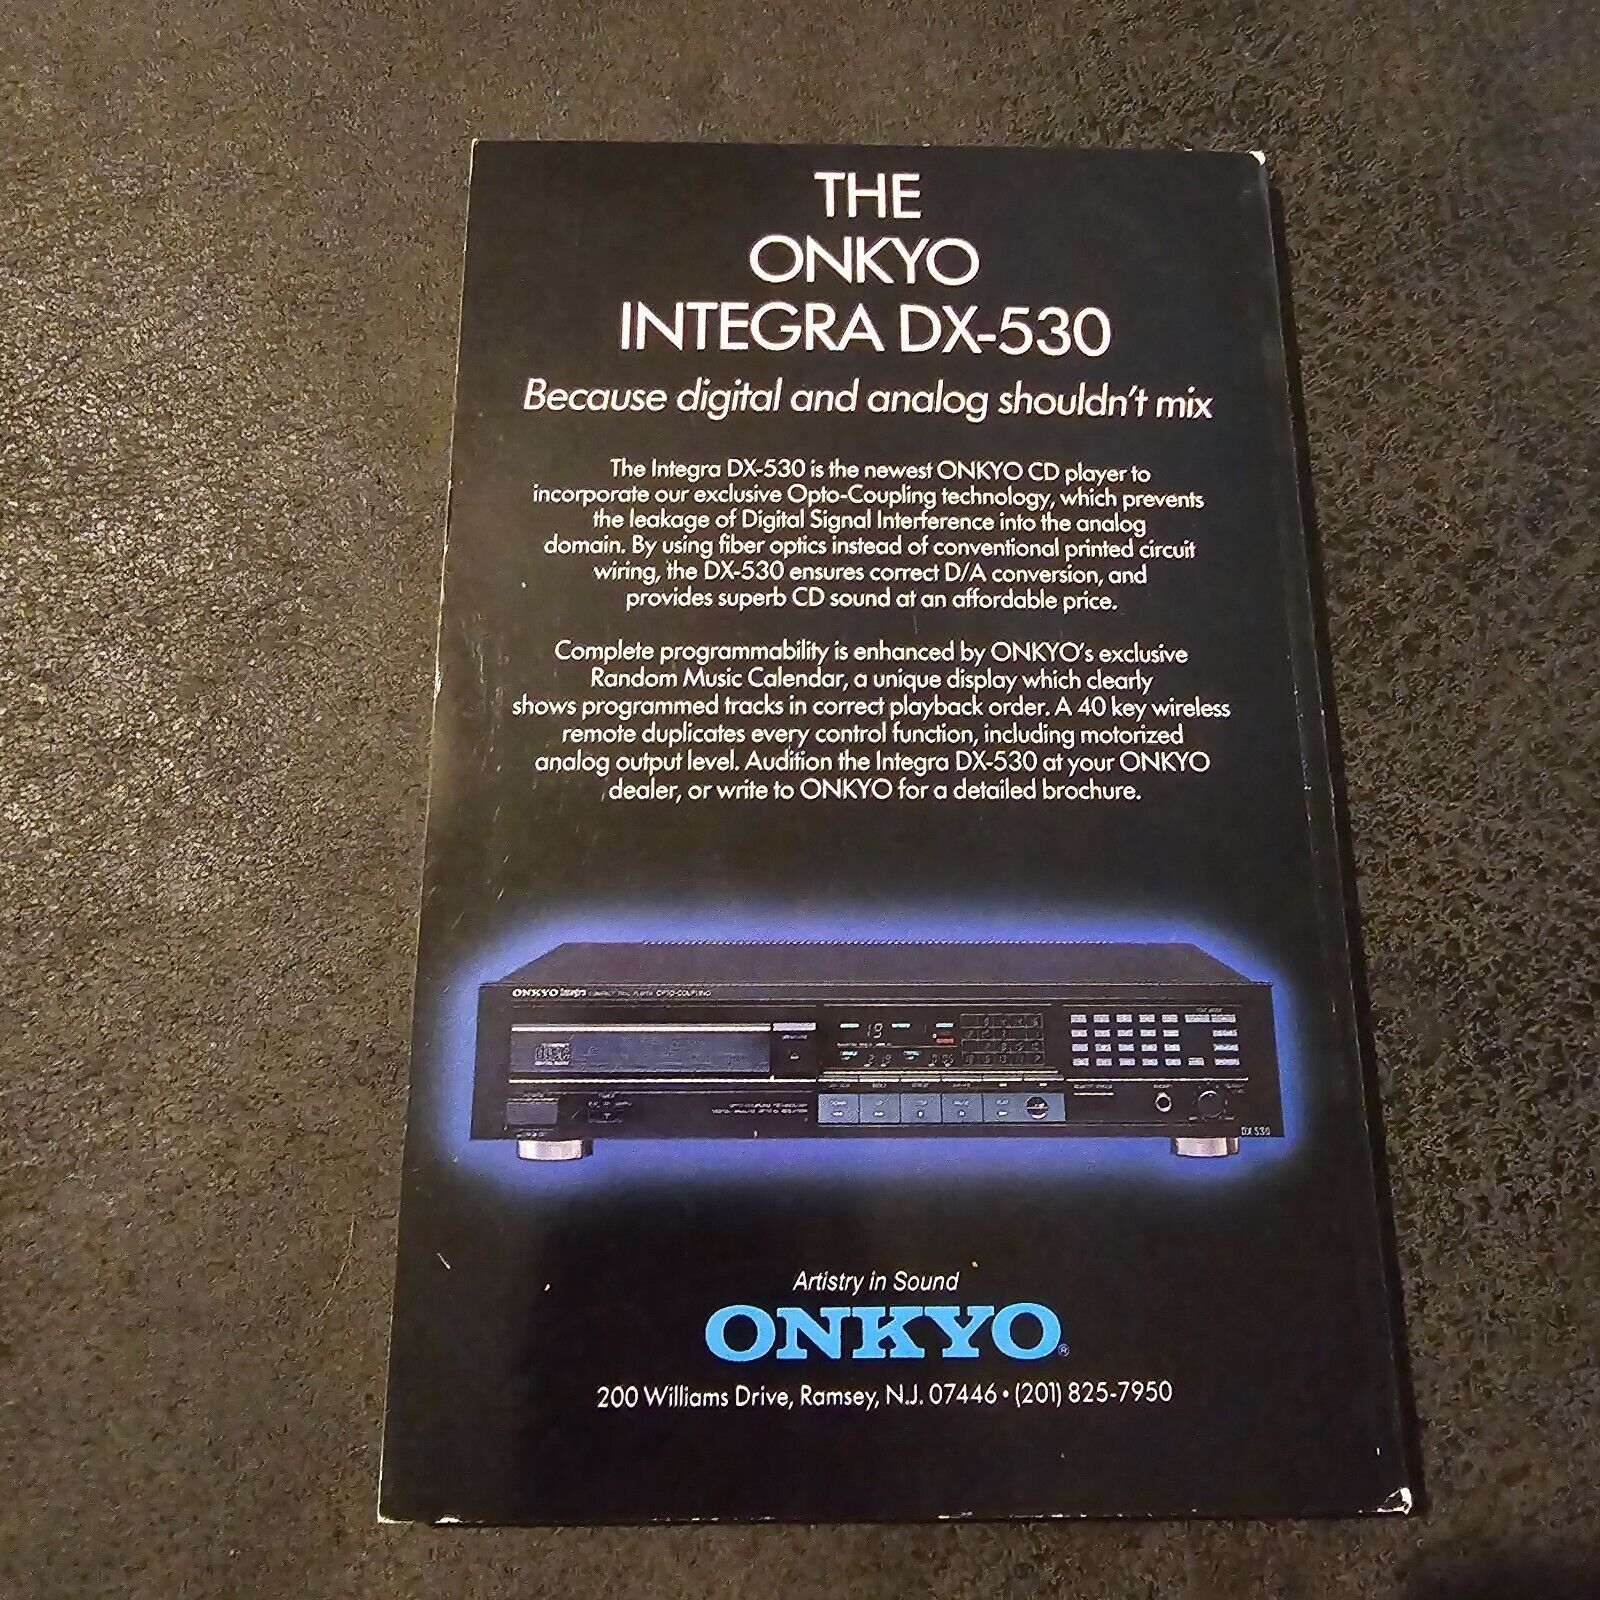 THE
ONKYO
INTEGRA DX-530
Because digital and analog shouldn't mix
The Integra DX-530 is the newest ONKYO CD player to
incorporate our exclusive Opto-Coupling technology, which prevents
the leakage of Digital Signal Interference into the analog
domain. By using fiber optics instead of conventional printed circuit
wiring, the DX-530 ensures correct D/A conversion, and
provides superb CD sound at an affordable price.
Complete programmability is enhanced by ONKYO's exclusive
Random Music Calendar, a unique display which clearly
shows programmed tracks in correct playback order. A 40 key wireless
remote duplicates every control function, including motorized
analog output level. Audition the Integra DX-530 at your ONKYO
dealer, or write to ONKYO for a detailed brochure.
ONKYO Integra COMPACT DISC PLAYER OPTO-COUPLING
DX 530
Artistry in Sound
ONKYO®
200 Williams Drive, Ramsey, N.J. 07446 • (201) 825-7950